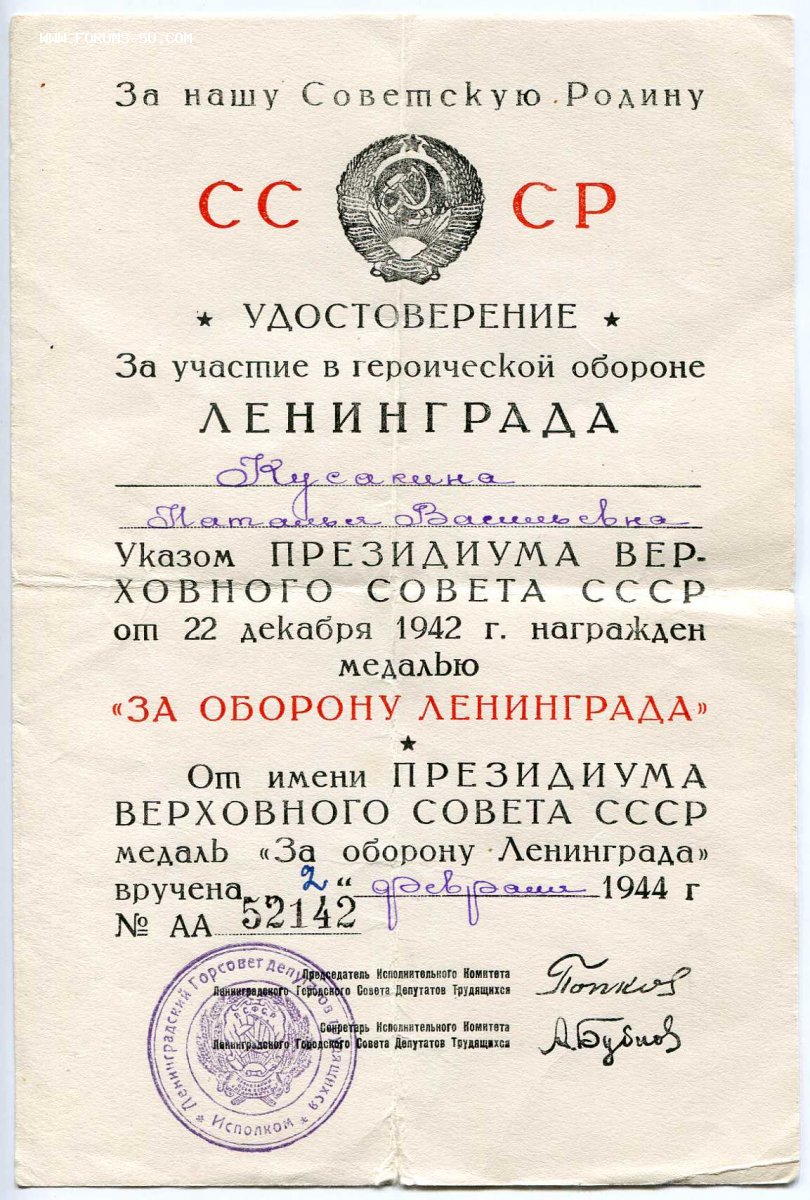 WWW.FORUMS-SU.COM
За нашу Советскую Родину
СС СР
★ УДОСТОВЕРЕНИЕ ★
За участие в героической обороне
ЛЕНИНГРАДА
Кусакина
Наталья Васильевна
Указом ПРЕЗИДИУМА ВЕР-
ХОВНОГО СОВЕТА СССР
от 22 декабря 1942 г. награжден
медалью
«ЗА ОБОРОНУ ЛЕНИНГРАДА»
★
От имени ПРЕЗИДИУМА
ВЕРХОВНОГО СОВЕТА СССР
медаль «За оборону Ленинграда»
вручена „2“ февраля 1944 г
№ АА 52142
Председатель Исполнительного Комитета
Ленинградского Городского Совета Депутатов Трудящихся
Попков
Секретарь Исполнительного Комитета
Ленинградского Городского Совета Депутатов Трудящихся
А.Бубнов
Ленинградский Горсовет депутатов трудящихся
★ Исполком ★
РСФСР